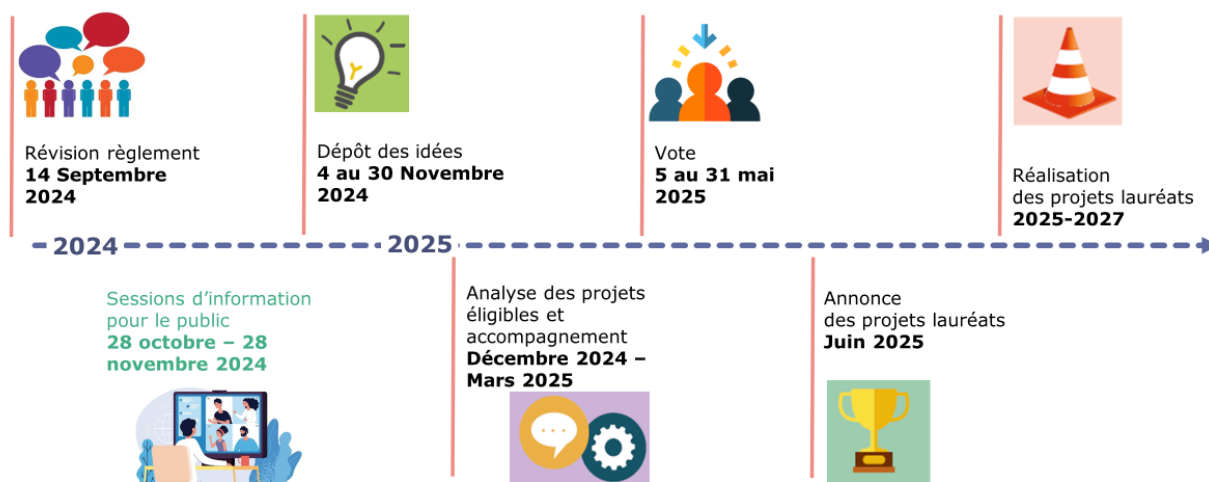 Révision règlement
14 Septembre
2024
Dépôt des idées
4 au 30 Novembre
2024
Vote
5 au 31 mai
2025
Réalisation
des projets lauréats
2025-2027
2024
2025
Sessions d'information
pour le public
28 octobre – 28
novembre 2024
Analyse des projets
éligibles et
accompagnement
Décembre 2024 –
Mars 2025
Annonce
des projets lauréats
Juin 2025